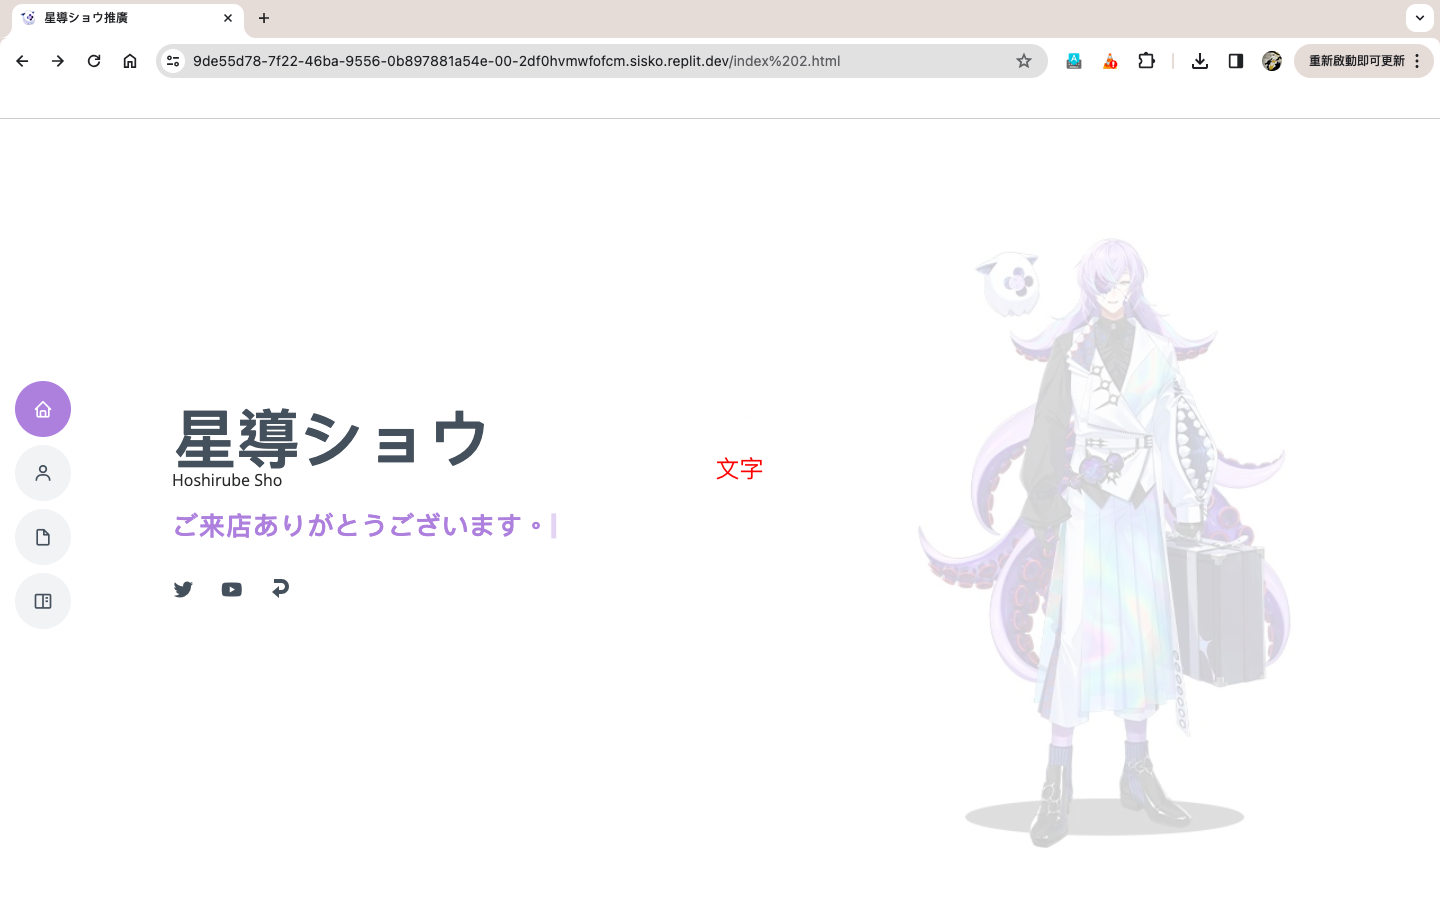 星導ショウ推廣
9de55d78-7f22-46ba-9556-0b897881a54e-00-2df0hvmwfofcm.sisko.replit.dev/index%202.html
重新啟動即可更新
星導ショウ
Hoshirube Sho
文字
ご来店ありがとうございます。